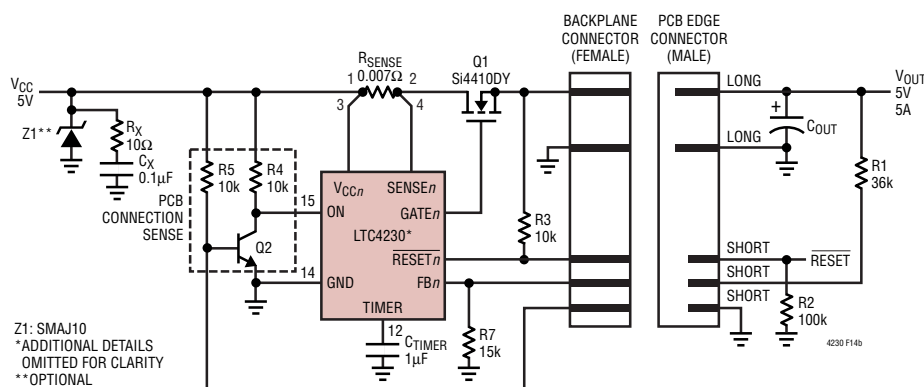 BACKPLANE CONNECTOR (FEMALE)
PCB EDGE CONNECTOR (MALE)
VCC
5V
RSENSE
0.007Ω
1
2
3
4
Q1
Si4410DY
LONG
VOUT
5V
5A
Z1**
RX
10Ω
CX
0.1μF
+
COUT
LONG
R5
10k
R4
10k
PCB
CONNECTION
SENSE
15
VCCn
SENSEn
ON
GATEn
LTC4230*
R3
10k
R1
36k
Q2
RESETn
SHORT
RESET
14
GND
FBn
SHORT
TIMER
SHORT
R2
100k
12
CTIMER
1μF
R7
15k
Z1: SMAJ10
*ADDITIONAL DETAILS
OMITTED FOR CLARITY
**OPTIONAL
4230 F14b